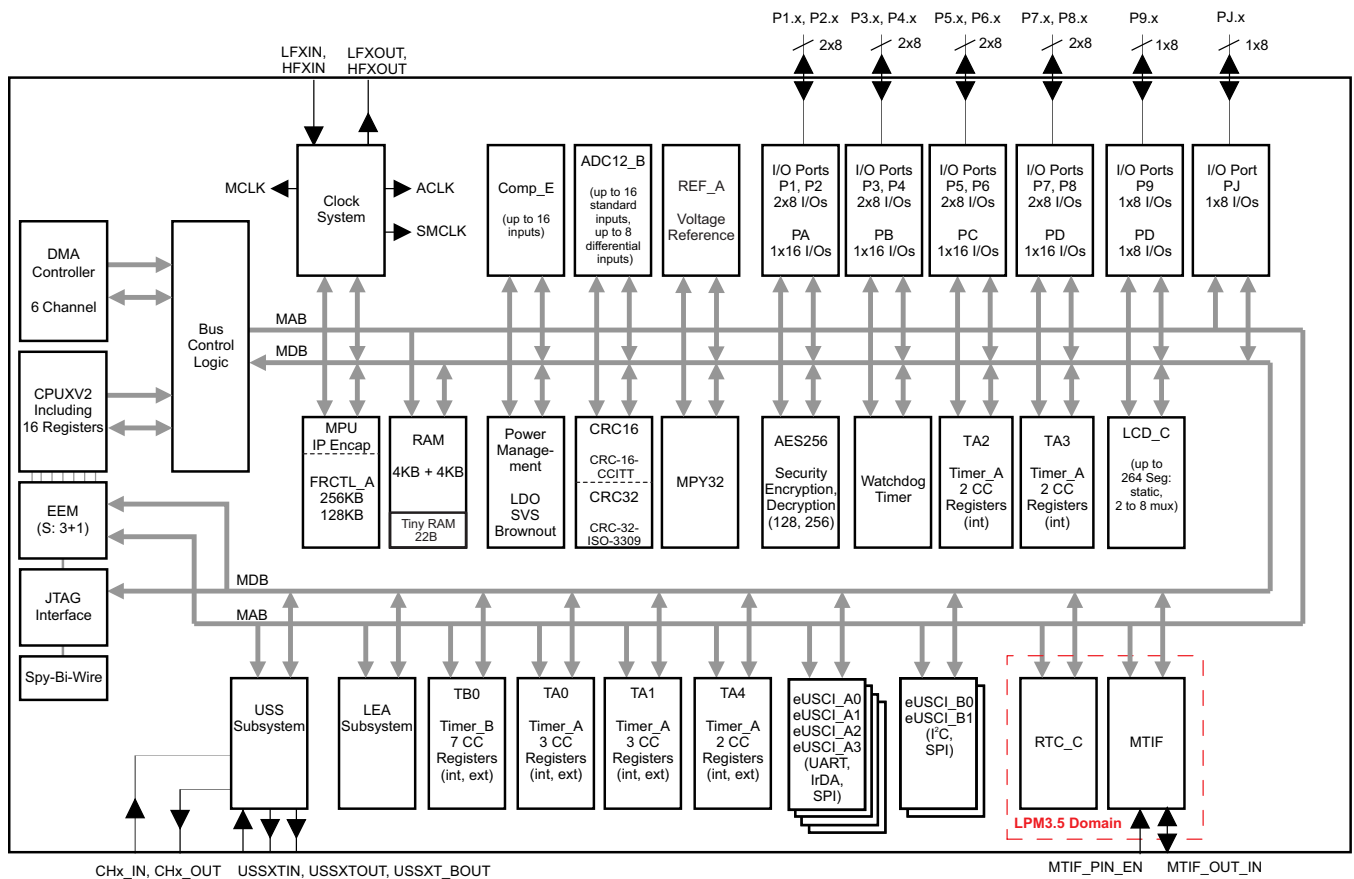 P1.x, P2.x
2x8
P3.x, P4.x
2x8
P5.x, P6.x
2x8
P7.x, P8.x
2x8
P9.x
1x8
PJ.x
1x8
LFXIN,
HFXIN
LFXOUT,
HFXOUT
MCLK
Clock
System
ACLK
SMCLK
Comp_E
(up to 16
inputs)
ADC12_B
(up to 16
standard
inputs,
up to 8
differential
inputs)
REF_A
Voltage
Reference
I/O Ports
P1, P2
2x8 I/Os
PA
1x16 I/Os
I/O Ports
P3, P4
2x8 I/Os
PB
1x16 I/Os
I/O Ports
P5, P6
2x8 I/Os
PC
1x16 I/Os
I/O Ports
P7, P8
2x8 I/Os
PD
1x16 I/Os
I/O Ports
P9
1x8 I/Os
PD
1x8 I/Os
I/O Port
PJ
1x8 I/Os
DMA
Controller
6 Channel
Bus
Control
Logic
MAB
MDB
CPUXV2
Including
16 Registers
EEM
(S: 3+1)
JTAG
Interface
Spy-Bi-Wire
MPU
IP Encap
FRCTL_A
256KB
128KB
RAM
4KB + 4KB
Tiny RAM
22B
Power
Manage-
ment
LDO
SVS
Brownout
CRC16
CRC-16-
CCITT
CRC32
CRC-32-
ISO-3309
MPY32
AES256
Security
Encryption,
Decryption
(128, 256)
Watchdog
Timer
TA2
Timer_A
2 CC
Registers
(int)
TA3
Timer_A
2 CC
Registers
(int)
LCD_C
(up to
264 Seg:
static,
2 to 8 mux)
MDB
MAB
USS
Subsystem
LEA
Subsystem
TB0
Timer_B
7 CC
Registers
(int, ext)
TA0
Timer_A
3 CC
Registers
(int, ext)
TA1
Timer_A
3 CC
Registers
(int, ext)
TA4
Timer_A
2 CC
Registers
(int, ext)
eUSCI_A0
eUSCI_A1
eUSCI_A2
eUSCI_A3
(UART,
IrDA,
SPI)
eUSCI_B0
eUSCI_B1
(I²C,
SPI)
RTC_C
MTIF
LPM3.5 Domain
CHx_IN, CHx_OUT
USSXTIN, USSXTOUT, USSXT_BOUT
MTIF_PIN_EN
MTIF_OUT_IN